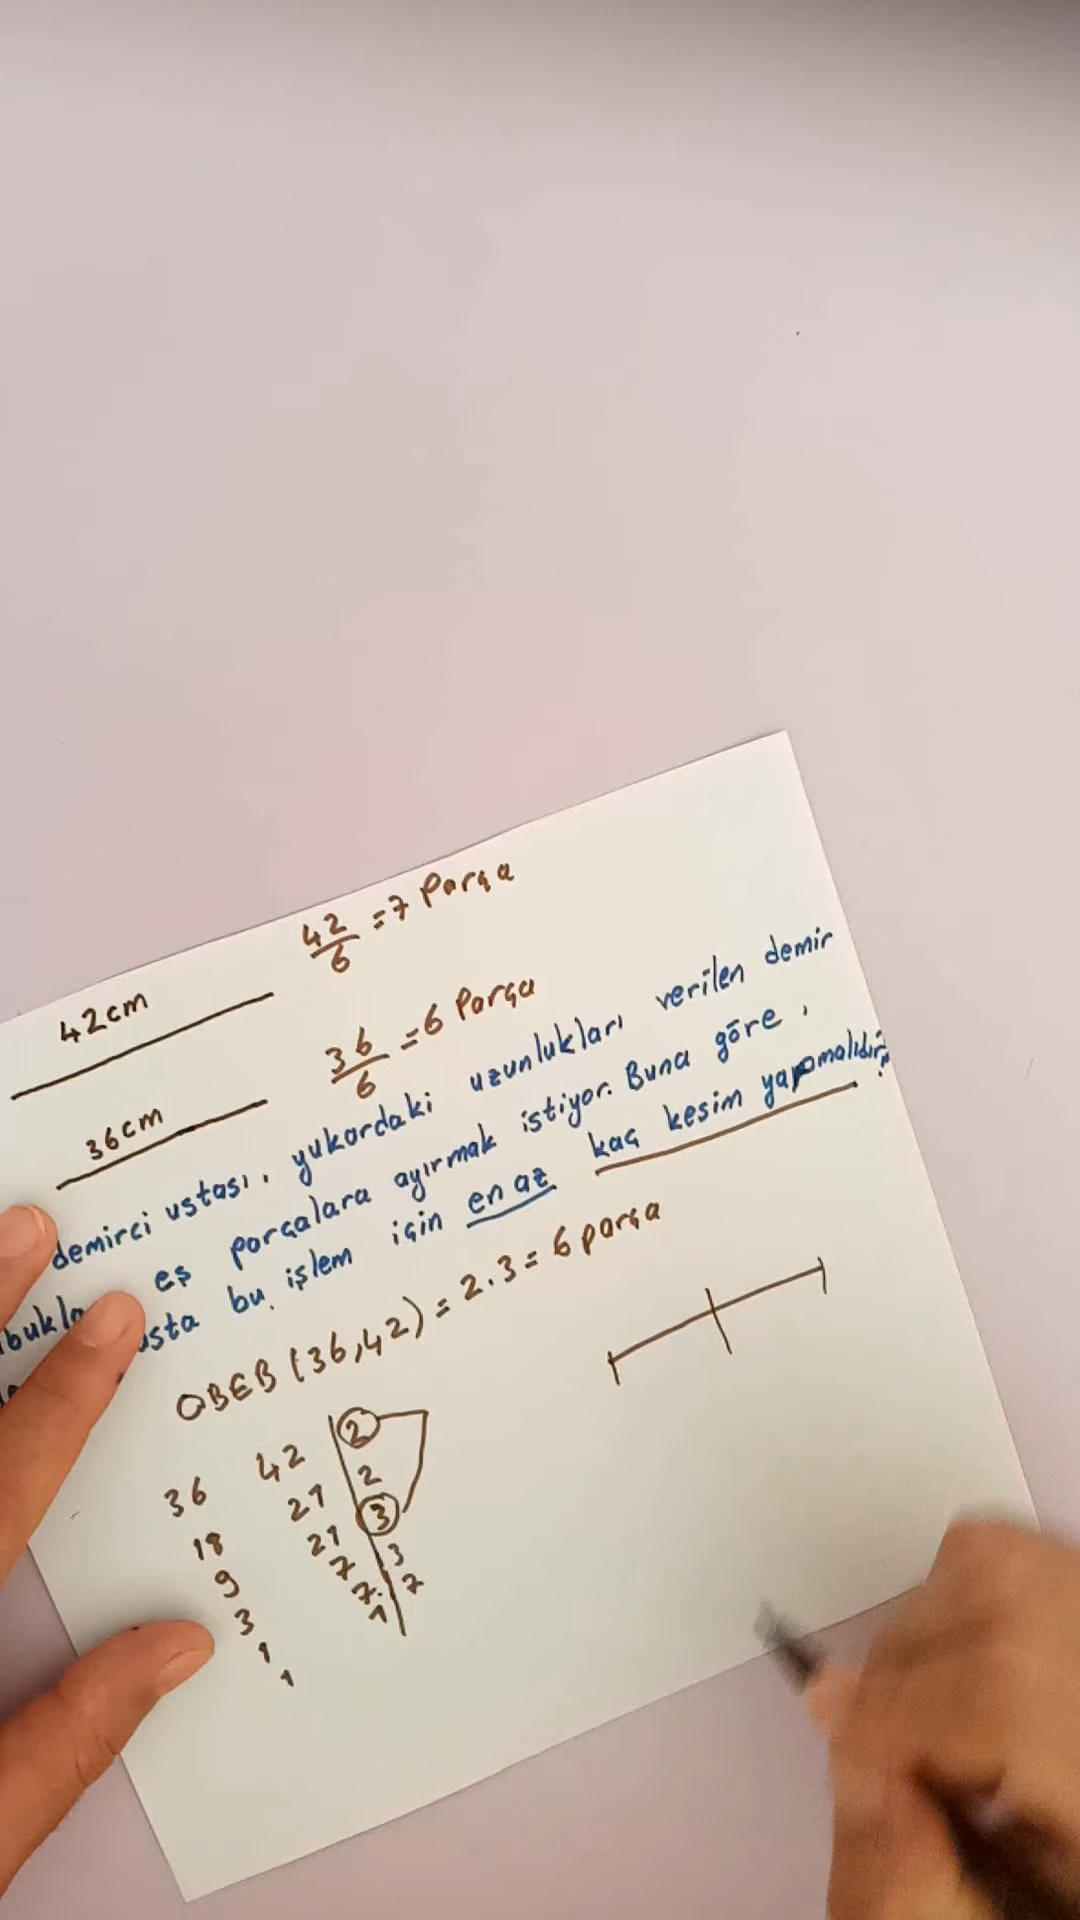 42cm
42/6 = 7 Parça
36cm
36/6 = 6 Parça
demirci ustası, yukardaki uzunlukları verilen demir
eş parçalara ayırmak istiyor. Buna göre,
usta bu işlem için en az kaç kesim yapmalıdır?
OBEB (36,42) = 2.3 = 6 parça
36 42 2
18 21 2
9 21 3
3 7 3
1 7. 7
1 1